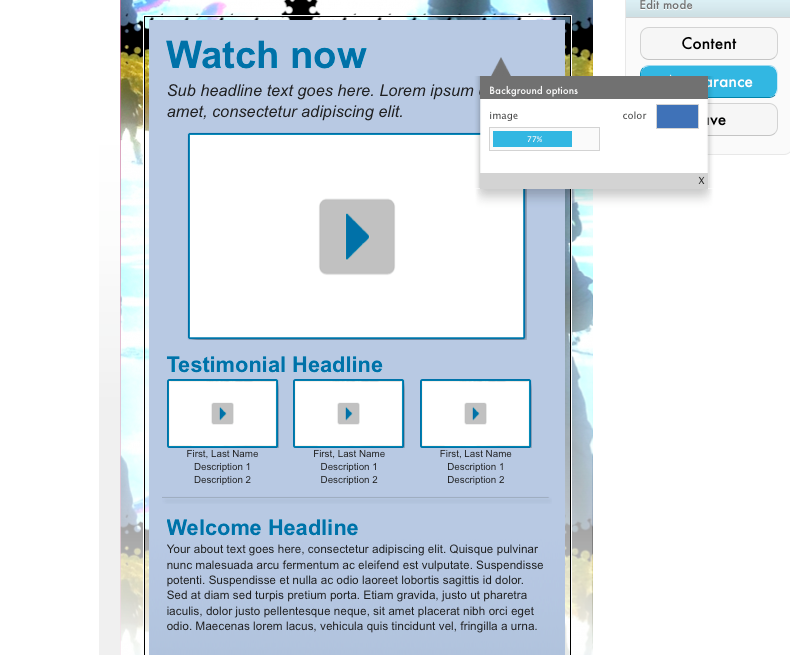 Edit mode
Content
arance
ve
Background options
image
color
77%
X
Watch now
Sub headline text goes here. Lorem ipsum
amet, consectetur adipiscing elit.
Testimonial Headline
First, Last Name
Description 1
Description 2
First, Last Name
Description 1
Description 2
First, Last Name
Description 1
Description 2
Welcome Headline
Your about text goes here, consectetur adipiscing elit. Quisque pulvinar
nunc malesuada arcu fermentum ac eleifend est vulputate. Suspendisse
potenti. Suspendisse et nulla ac odio laoreet lobortis sagittis id dolor.
Sed at diam sed turpis pretium porta. Etiam gravida, justo ut pharetra
iaculis, dolor justo pellentesque neque, sit amet placerat nibh orci eget
odio. Maecenas lorem lacus, vehicula quis tincidunt vel, fringilla a urna.